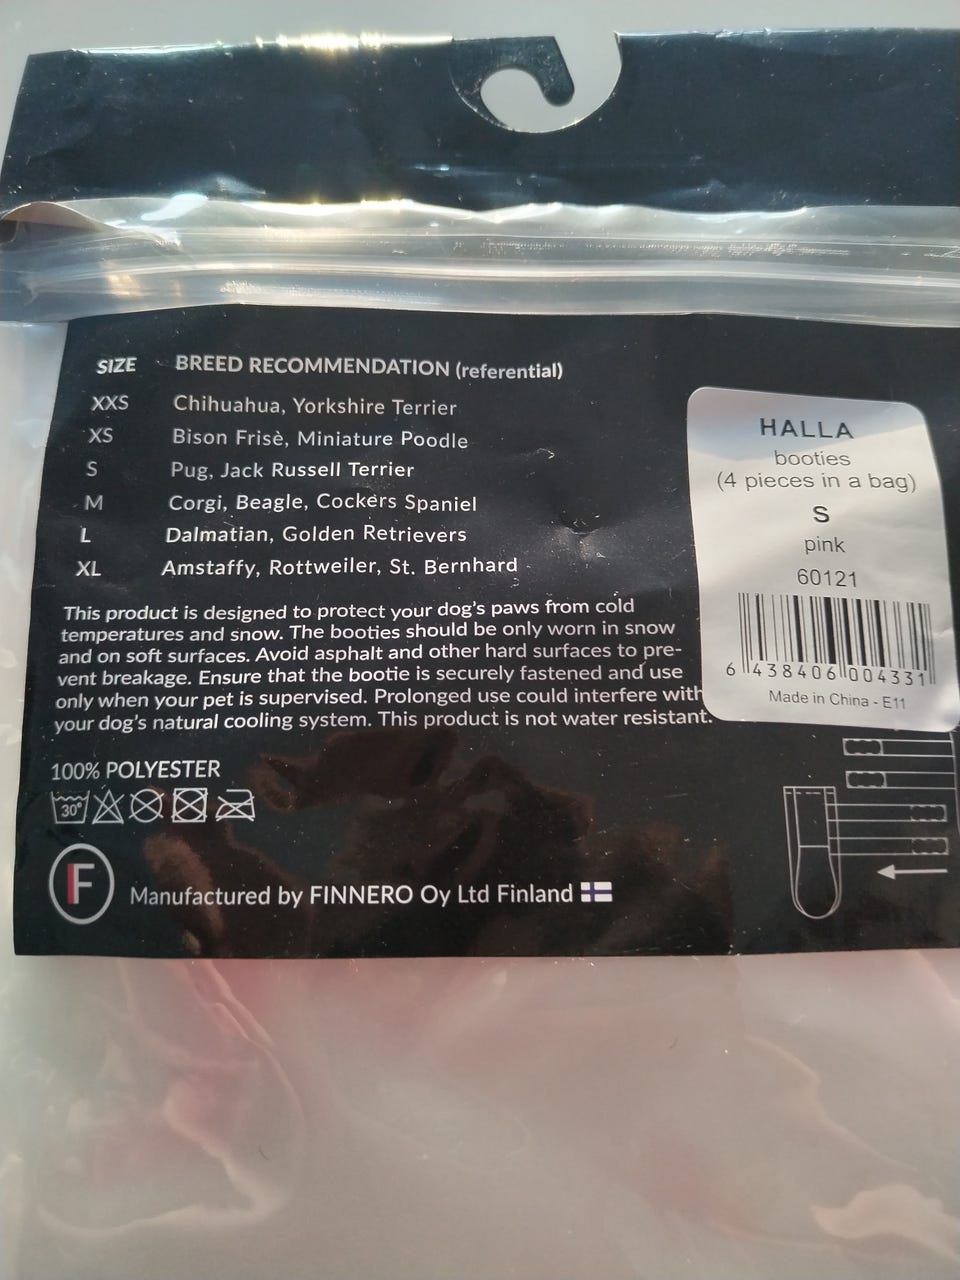 SIZE BREED RECOMMENDATION (referential)
XXS Chihuahua, Yorkshire Terrier
XS Bison Frisè, Miniature Poodle
S Pug, Jack Russell Terrier
M Corgi, Beagle, Cockers Spaniel
L Dalmatian, Golden Retrievers
XL Amstaffy, Rottweiler, St. Bernhard
This product is designed to protect your dog's paws from cold
temperatures and snow. The booties should be only worn in snow
and on soft surfaces. Avoid asphalt and other hard surfaces to pre-
vent breakage. Ensure that the bootie is securely fastened and use
only when your pet is supervised. Prolonged use could interfere with
your dog's natural cooling system. This product is not water resistant.
100% POLYESTER
30°
F
Manufactured by FINNERO Oy Ltd Finland
HALLA
booties
(4 pieces in a bag)
S
pink
60121
6 438406 004331
Made in China - E11